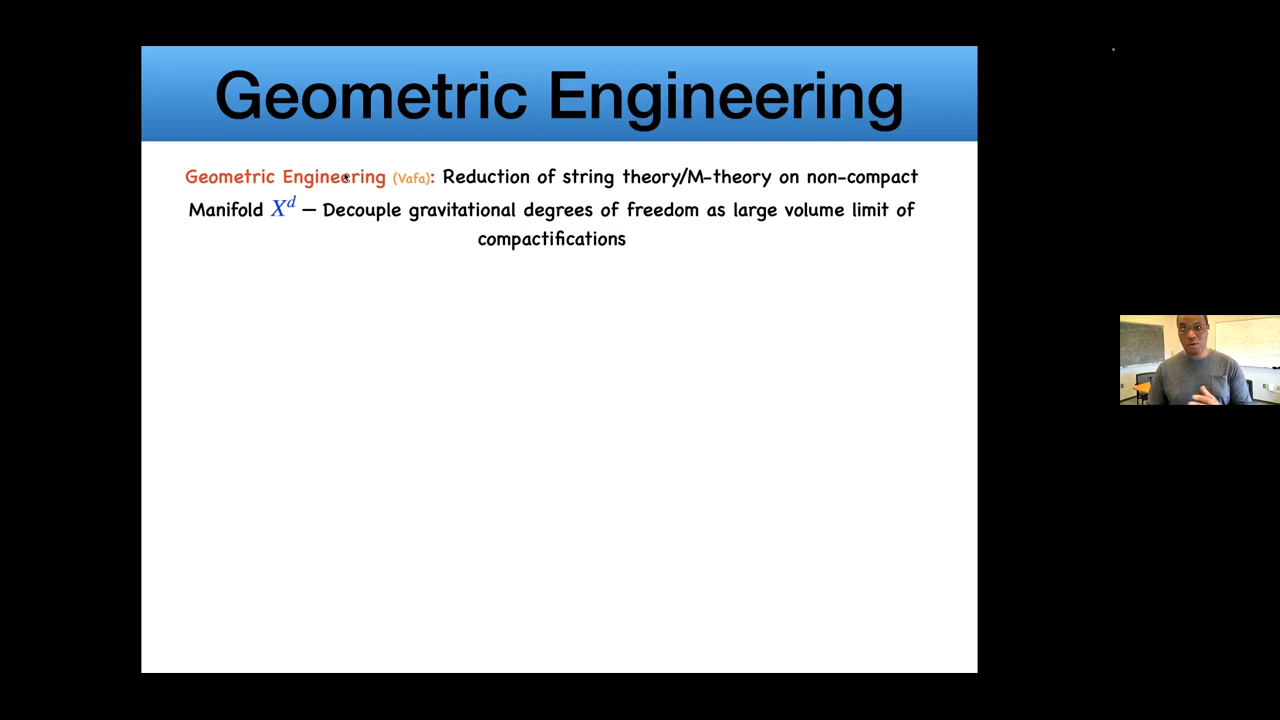 Geometric Engineering
Geometric Engineering (Vafa): Reduction of string theory/M-theory on non-compact
Manifold X^d — Decouple gravitational degrees of freedom as large volume limit of
compactifications